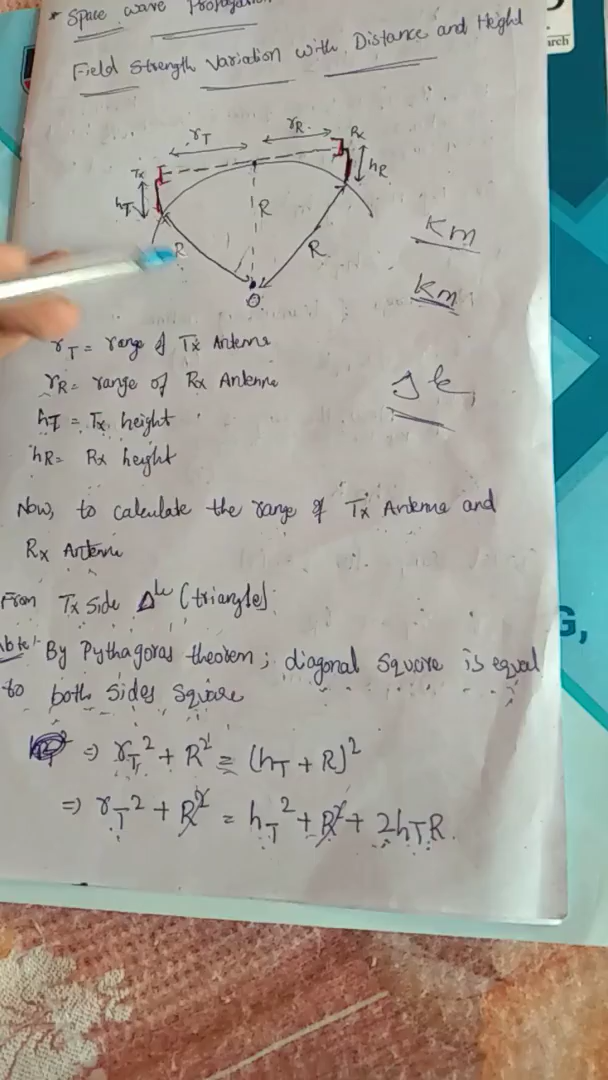 * Space wave Propagation
Field Strength Variation with Distance and Height
arch
rT
rR
Rx
Tx
hT
hR
R
R
R
O
Km
Km
rT = range of Tx Antenna
rR = range of Rx Antenna
hT = Tx height
hR = Rx height
Now, to calculate the range of Tx Antenna and
Rx Antenna
From Tx side Δle (triangle)
Note:- By Pythagoras theorem; diagonal Square is equal
to both sides Square
⇒ rT² + R² = (hT + R)²
⇒ rT² + R² = hT² + R² + 2hTR
G,